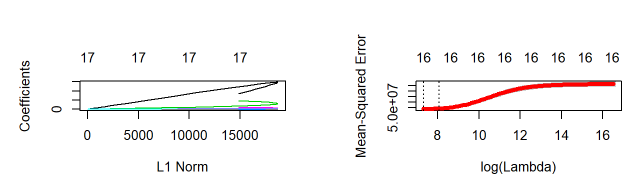 17 17 17 17
Coefficients
0
0 5000 10000 15000
L1 Norm
16 16 16 16 16 16 16 16
Mean-Squared Error
5.0e+07
8 10 12 14 16
log(Lambda)